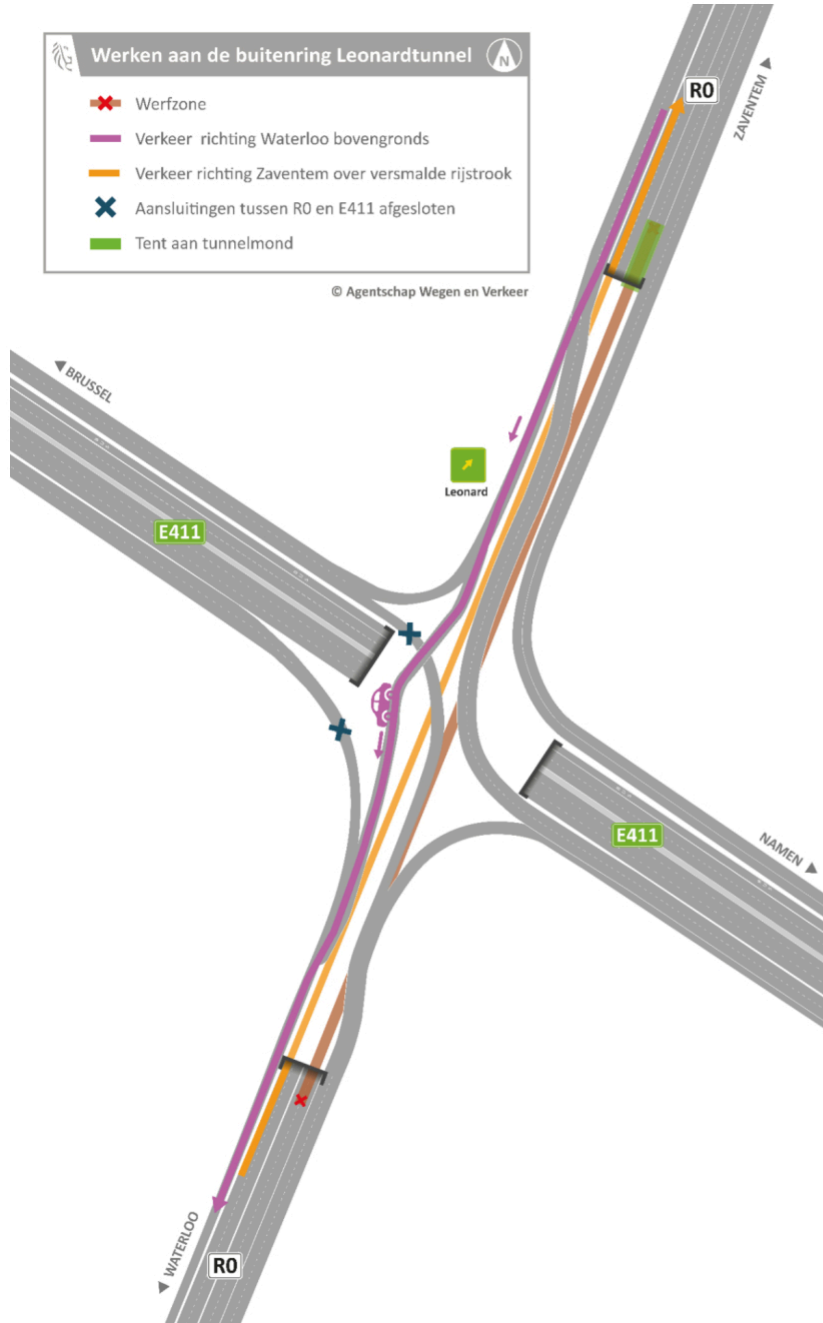 Werken aan de buitenring Leonardtunnel
N
Werfzone
Verkeer richting Waterloo bovengronds
Verkeer richting Zaventem over versmalde rijstrook
Aansluitingen tussen R0 en E411 afgesloten
Tent aan tunnelmond
© Agentschap Wegen en Verkeer
R0
ZAVENTEM
BRUSSEL
Leonard
E411
E411
NAMEN
WATERLOO
R0